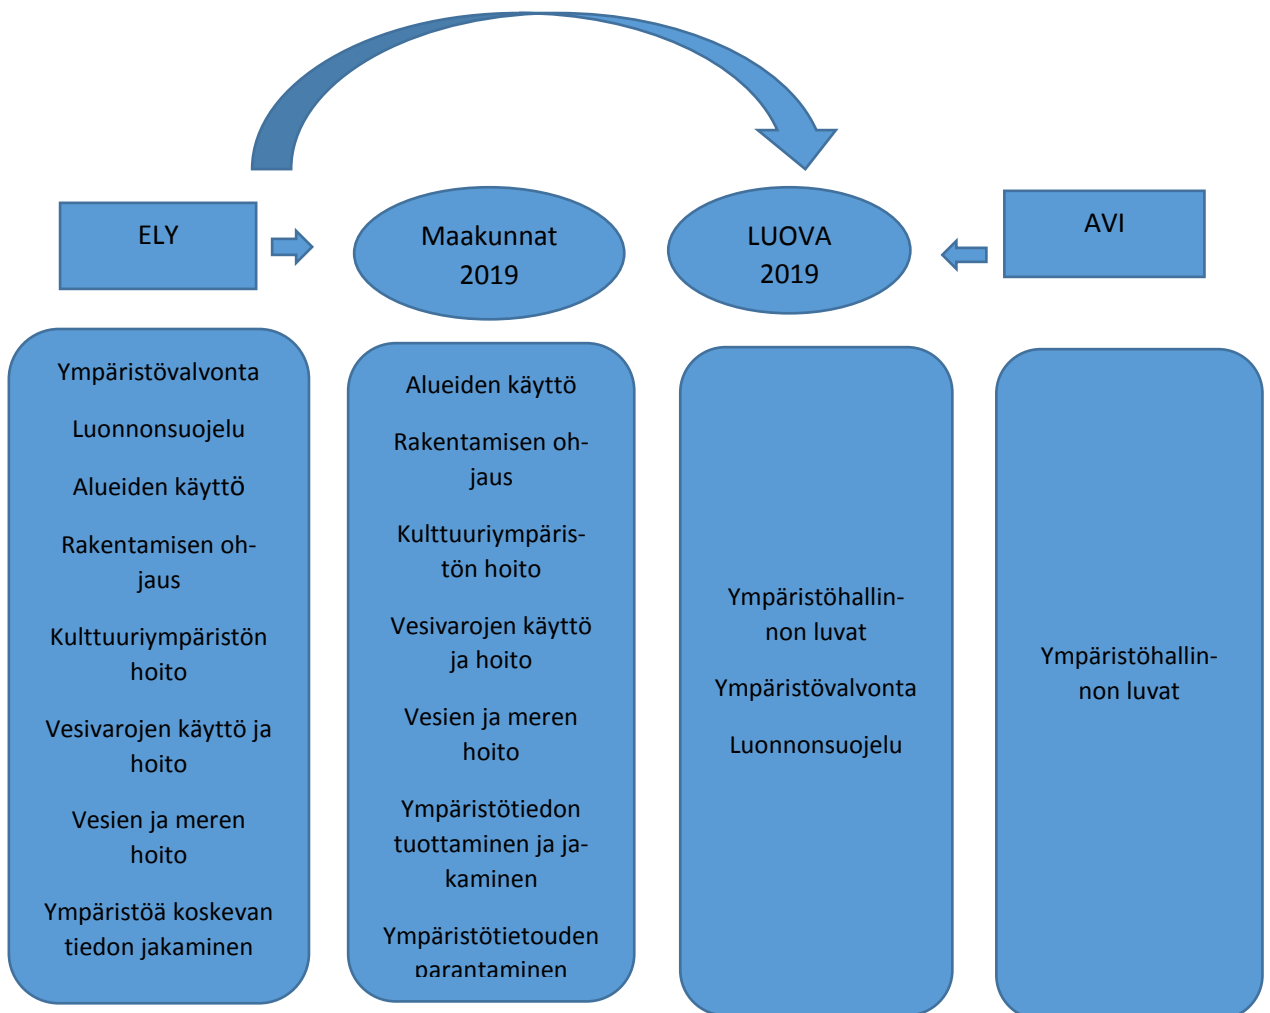 ELY
Maakunnat
2019
LUOVA
2019
AVI
Ympäristövalvonta
Luonnonsuojelu
Alueiden käyttö
Rakentamisen oh-
jaus
Kulttuuriympäristön
hoito
Vesivarojen käyttö ja
hoito
Vesien ja meren
hoito
Ympäristöä koskevan
tiedon jakaminen
Alueiden käyttö
Rakentamisen oh-
jaus
Kulttuuriympäris-
tön hoito
Vesivarojen käyttö
ja hoito
Vesien ja meren
hoito
Ympäristötiedon
tuottaminen ja ja-
kaminen
Ympäristötietouden
parantaminen
Ympäristöhallin-
non luvat
Ympäristövalvonta
Luonnonsuojelu
Ympäristöhallin-
non luvat